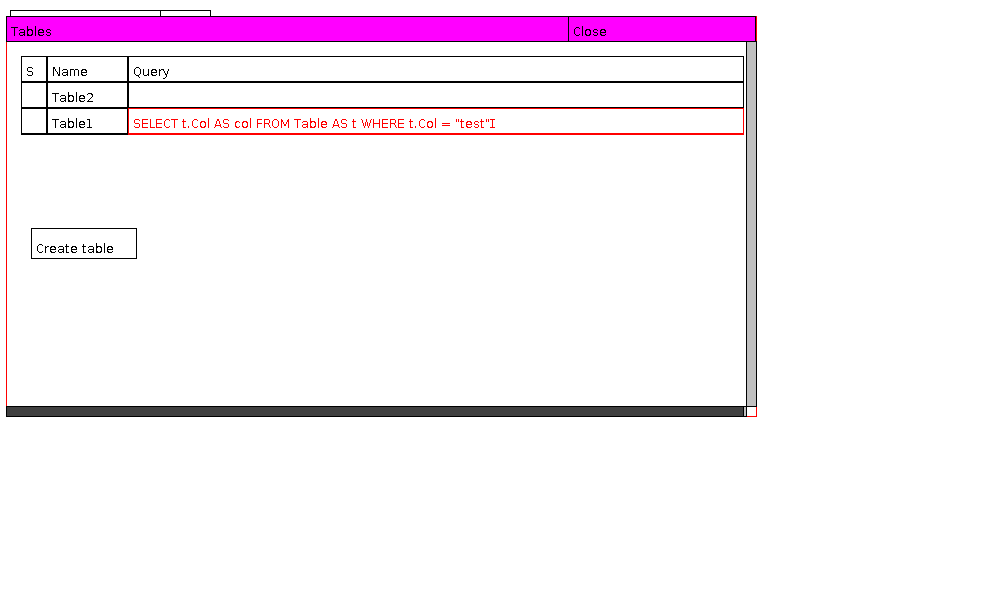 Tables Close
S Name Query
Table2
Table1 SELECT t.Col AS col FROM Table AS t WHERE t.Col = "test"I
Create table